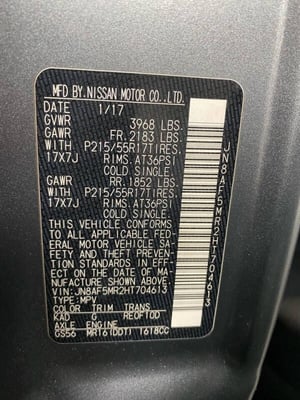 MFD BY.NISSAN MOTOR CO.,LTD.
DATE 1/17
GVWR 3968 LBS.
GAWR FR.2183 LBS.
WITH P215/55R17TIRES,
17X7J RIMS.AT36PSI
COLD SINGLE.
GAWR RR.1852 LBS.
WITH P215/55R17TIRES,
17X7J RIMS.AT36PSI
COLD SINGLE.
THIS VEHICLE CONFORMS
TO ALL APPLICABLE FED-
ERAL MOTOR VEHICLE SA-
FETY AND THEFT PREVEN-
TION STANDARDS IN EFF-
ECT ON THE DATE OF MA-
NUFACTURE SHOWN ABOVE.
VIN:JN8AF5MR2HT704613
TYPE:MPV
COLOR TRIM TRANS
KAD G RE0F10D
AXLE ENGINE
GS56 MR16(DDT) 1618CC
JN8AF5MR2HT704613